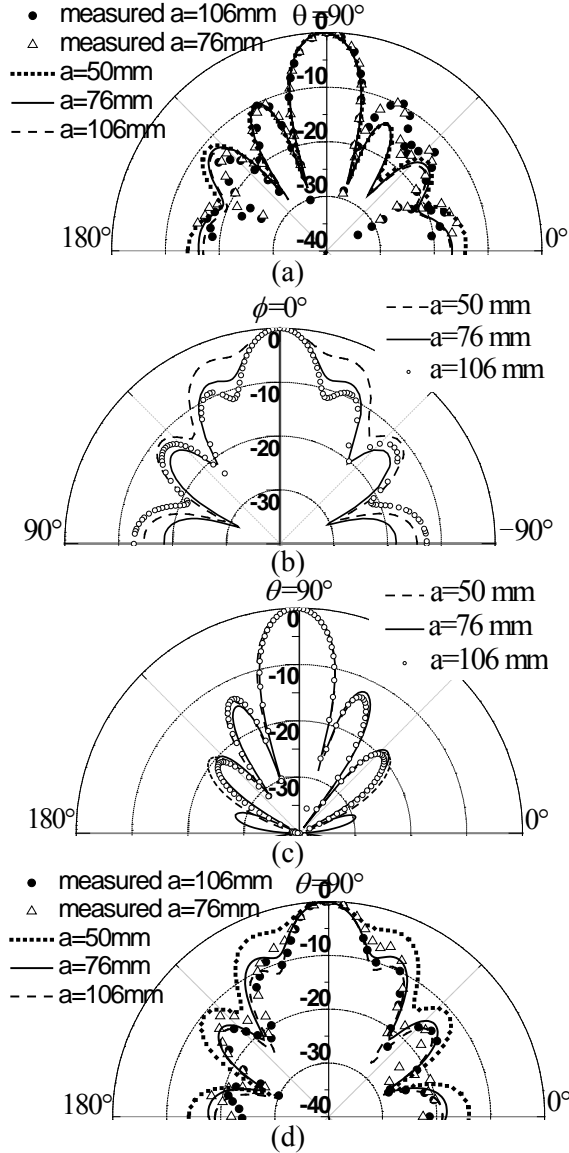 measured a=106mm
measured a=76mm
a=50mm
a=76mm
a=106mm
θ=90°
0
-10
-20
-30
-40
180°
0°
(a)
ϕ=0°
a=50 mm
a=76 mm
a=106 mm
0
-10
-20
-30
90°
−90°
(b)
θ=90°
a=50 mm
a=76 mm
a=106 mm
0
-10
-20
-30
180°
0°
(c)
measured a=106mm
measured a=76mm
a=50mm
a=76mm
a=106mm
θ=90°
0
-10
-20
-30
-40
180°
0°
(d)